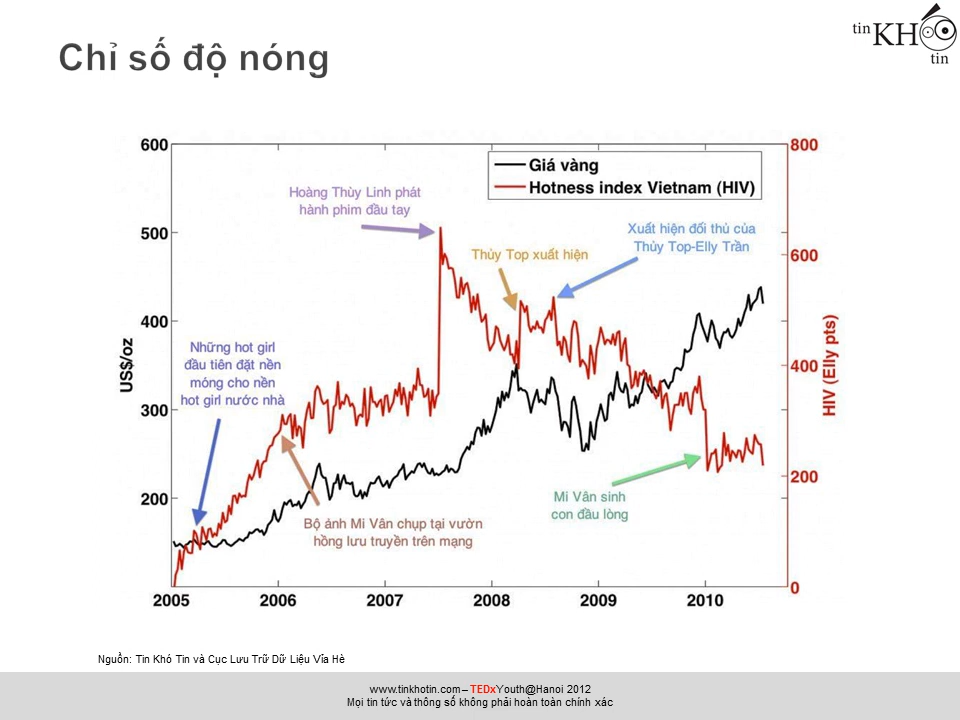 Chỉ số độ nóng
tin KHÓ
tin
600
500
400
300
200
US$/oz
800
600
400
200
0
HIV (Elly pts)
Giá vàng
Hotness index Vietnam (HIV)
Hoàng Thùy Linh phát
hành phim đầu tay
Thủy Top xuất hiện
Xuất hiện đối thủ của
Thủy Top-Elly Trần
Những hot girl
đầu tiên đặt nền
móng cho nền
hot girl nước nhà
Bộ ảnh Mi Vân chụp tại vườn
hồng lưu truyền trên mạng
Mi Vân sinh
con đầu lòng
2005 2006 2007 2008 2009 2010
Nguồn: Tin Khó Tin và Cục Lưu Trữ Dữ Liệu Vỉa Hè
www.tinkhotin.com – TEDxYouth@Hanoi 2012
Mọi tin tức và thông số không phải hoàn toàn chính xác